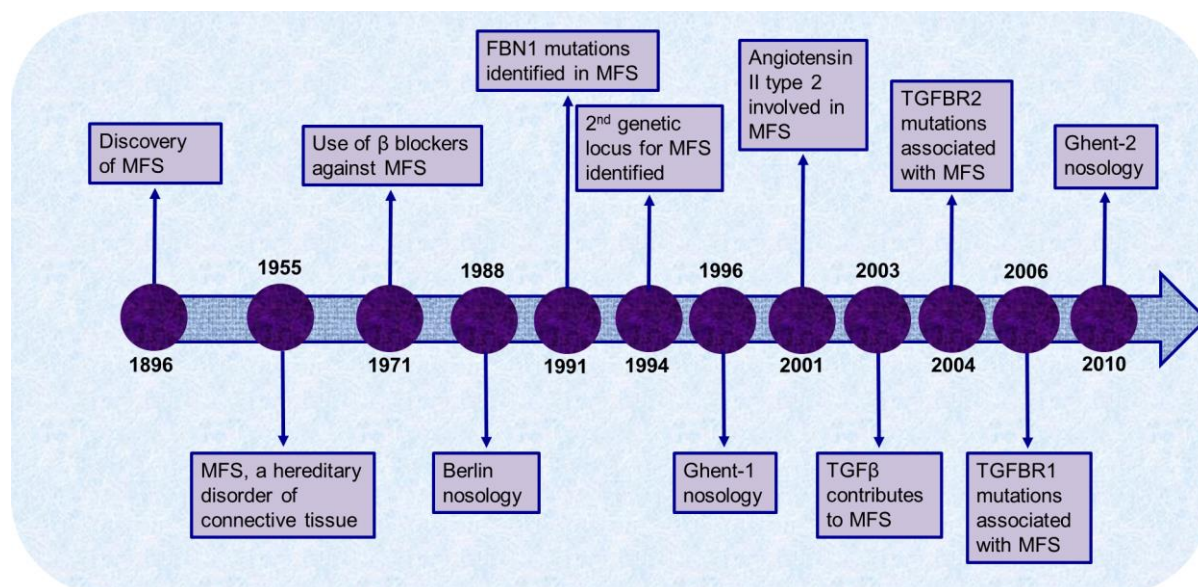 FBN1 mutations
identified in MFS
Angiotensin
II type 2
involved in
MFS
TGFBR2
mutations
associated
with MFS
Discovery
of MFS
Use of β blockers
against MFS
2nd genetic
locus for MFS
identified
Ghent-2
nosology
1955
1988
1996
2003
2006
1896
1971
1991
1994
2001
2004
2010
MFS, a hereditary
disorder of
connective tissue
Berlin
nosology
Ghent-1
nosology
TGFβ
contributes
to MFS
TGFBR1
mutations
associated
with MFS